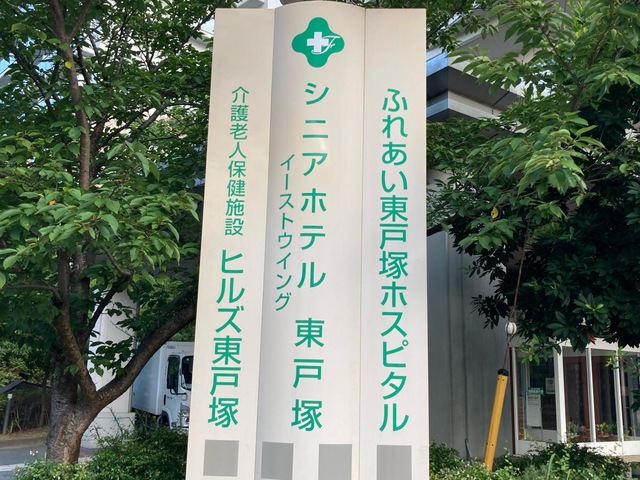 ふれあい東戸塚ホスピタル
シニアホテル 東戸塚
イーストウイング
介護老人保健施設 ヒルズ東戸塚